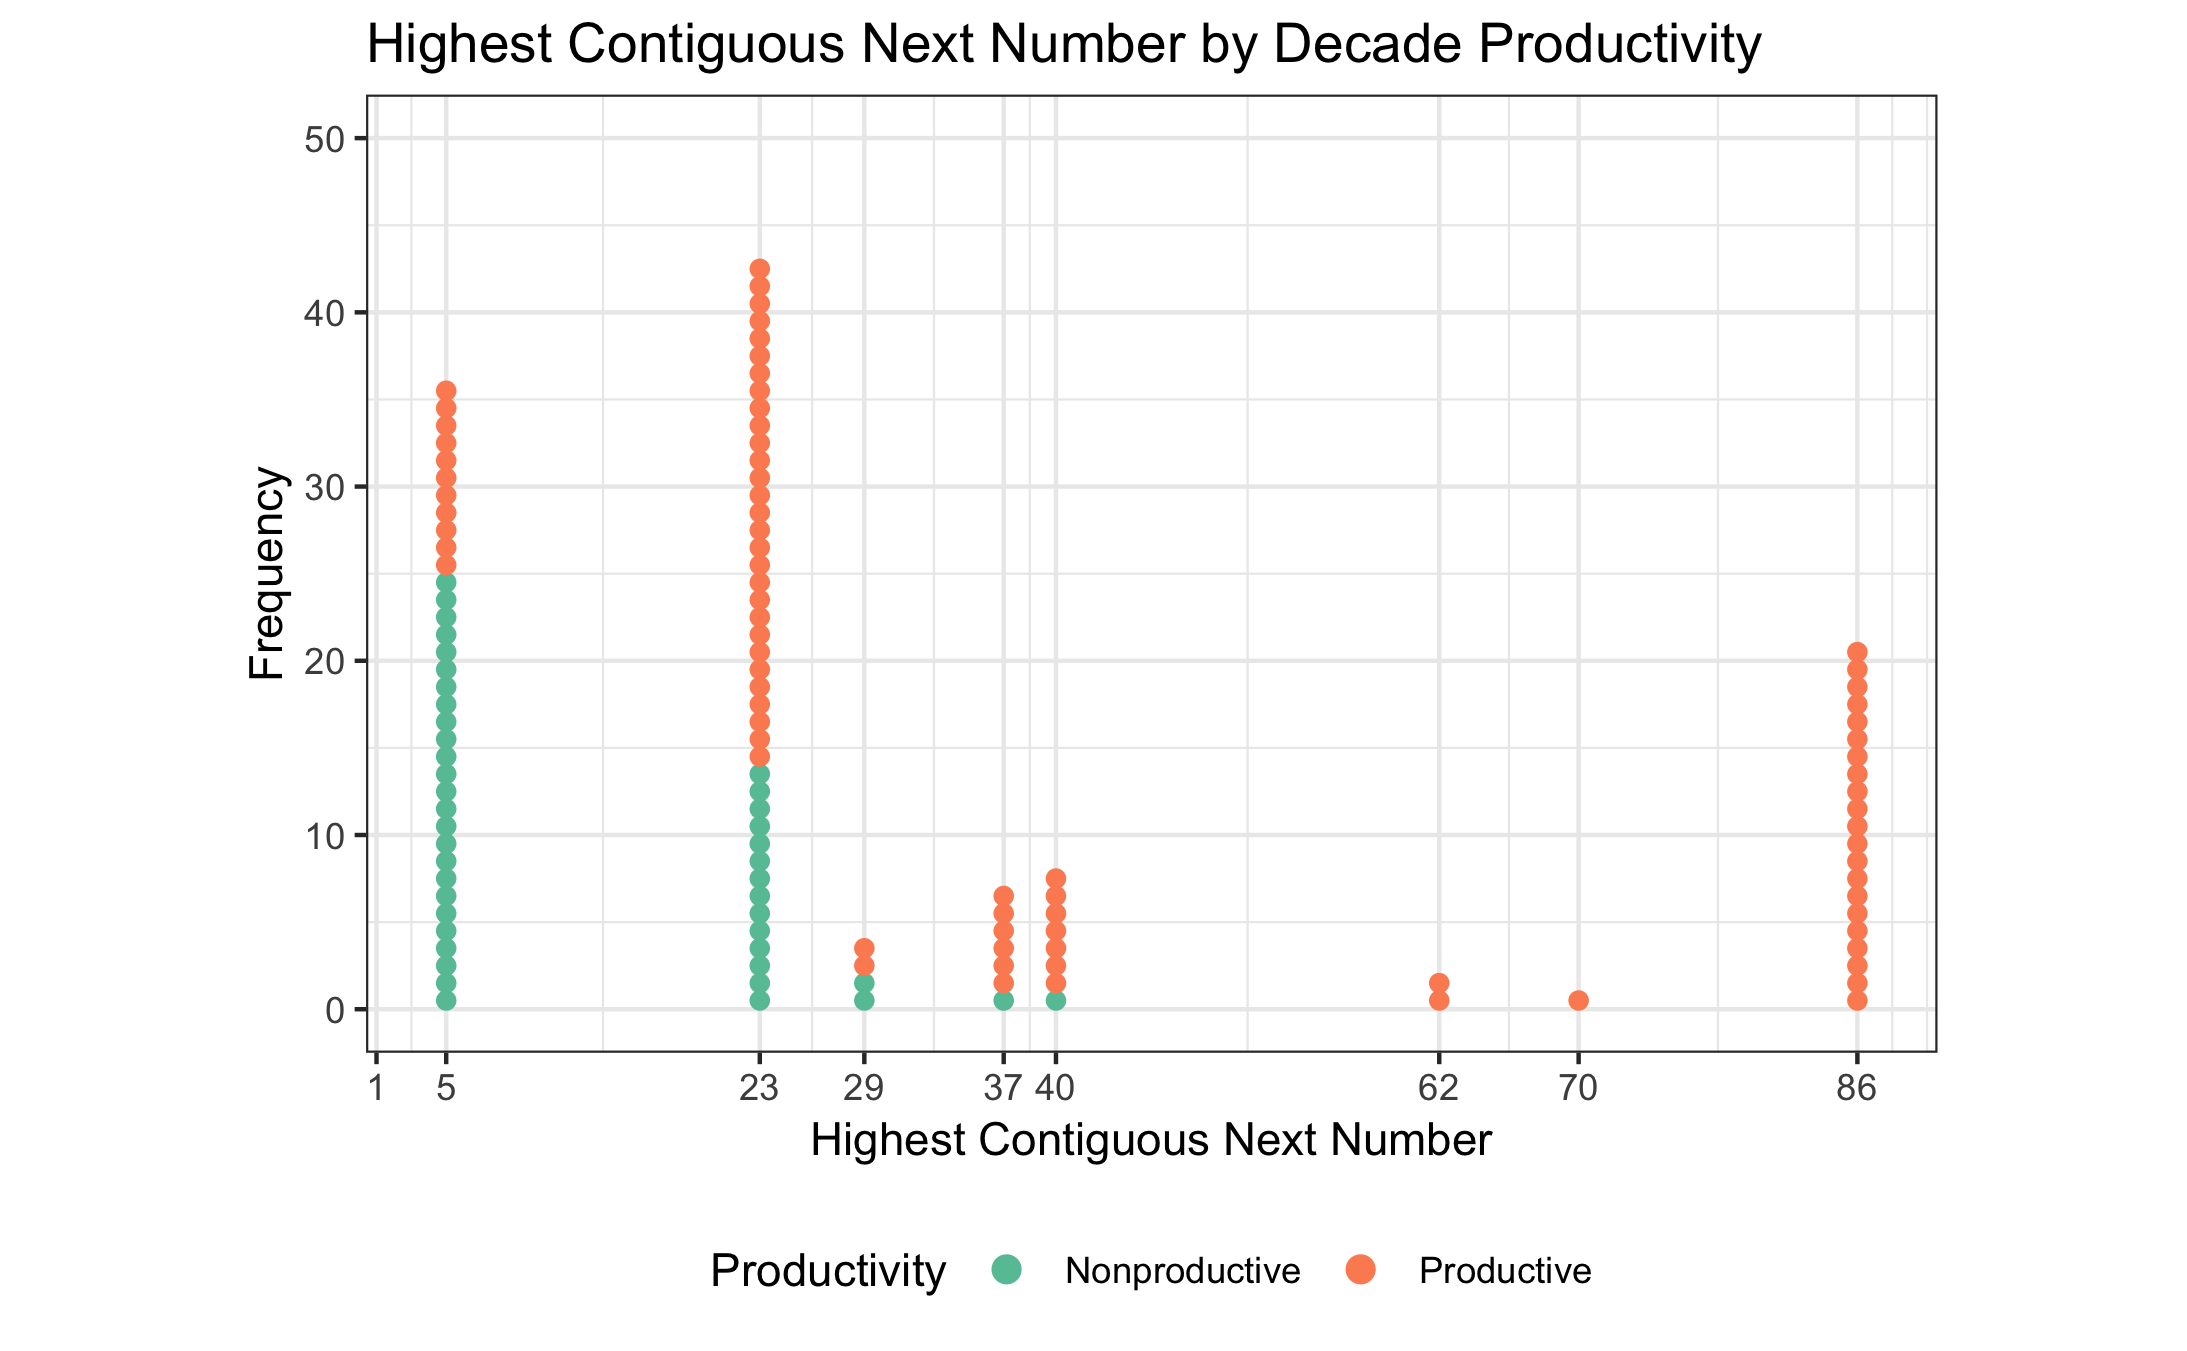 Highest Contiguous Next Number by Decade Productivity
50
40
30
20
10
0
Frequency
1 5 23 29 37 40 62 70 86
Highest Contiguous Next Number
Productivity Nonproductive Productive